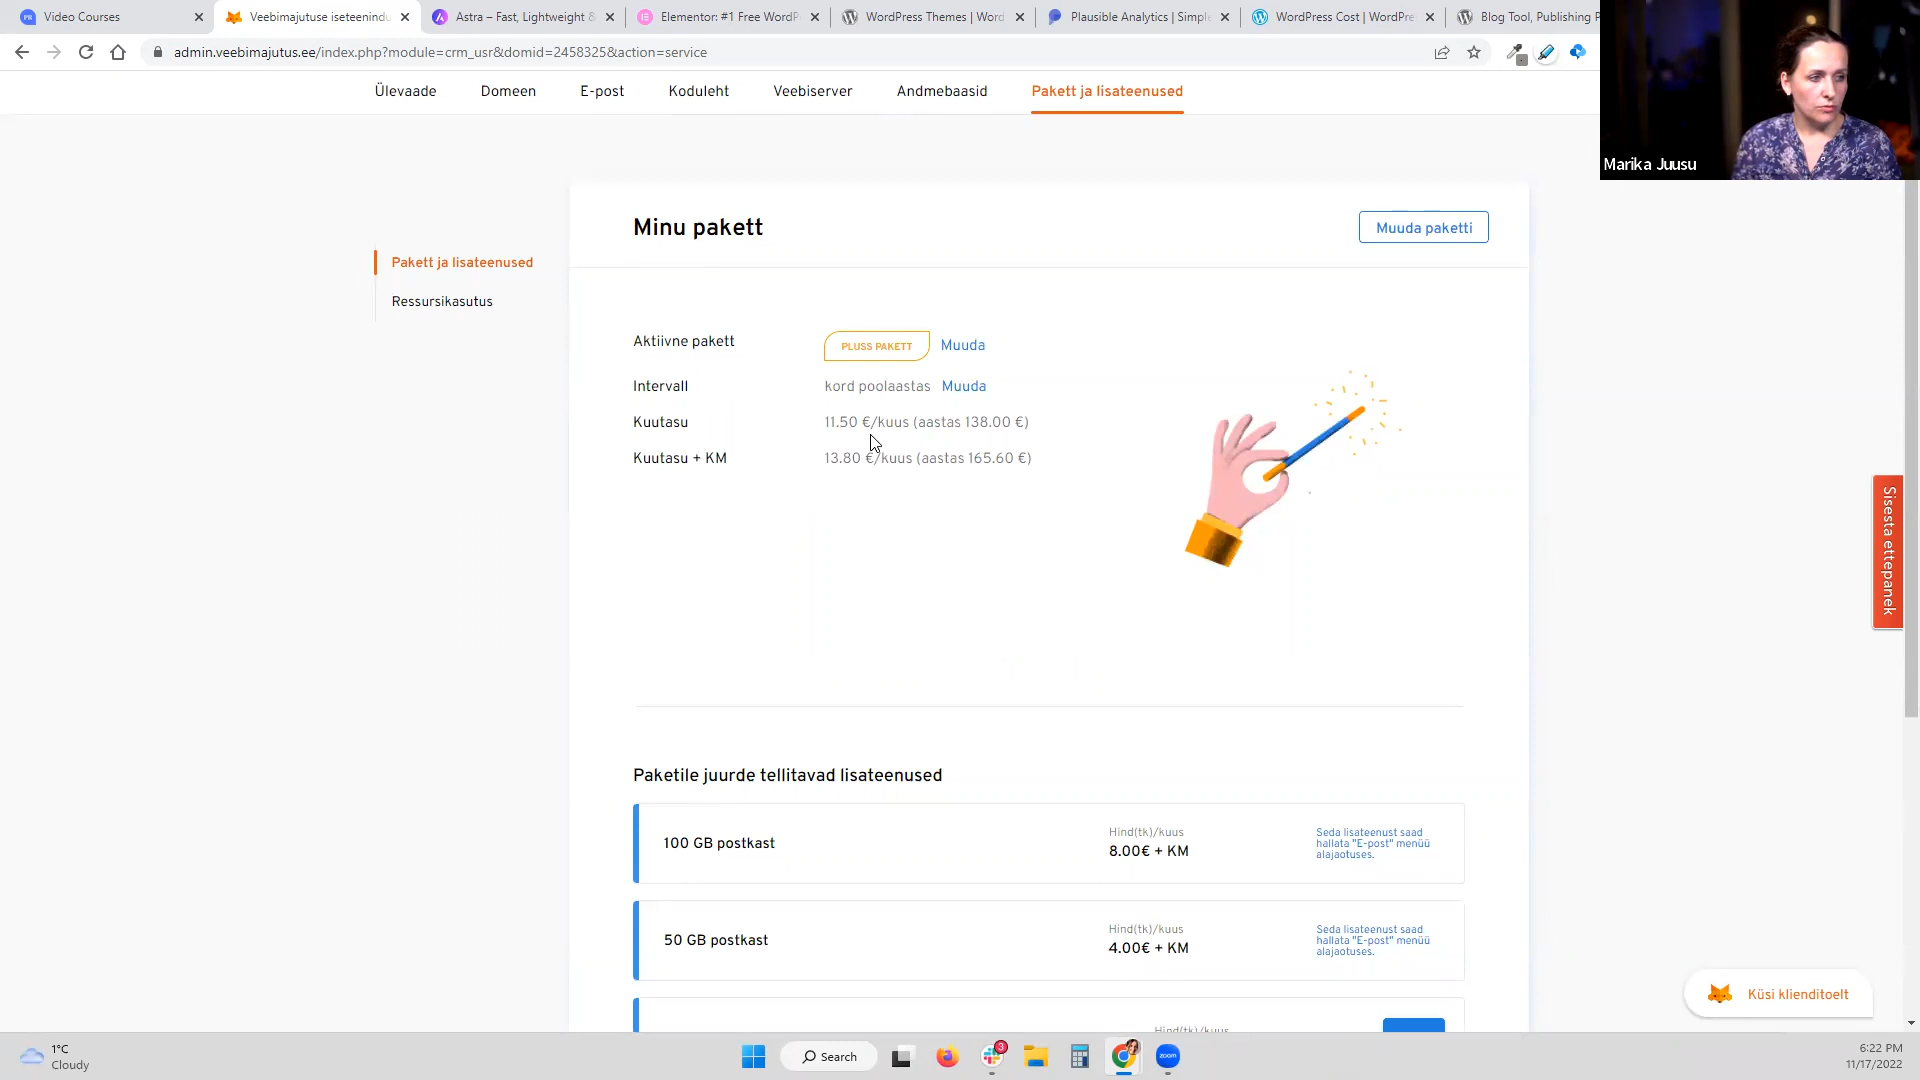 Video Courses
Veebimajutuse iseteenindu
Astra – Fast, Lightweight &
Elementor: #1 Free WordP
WordPress Themes | Word
Plausible Analytics | Simple
WordPress Cost | WordPre
Blog Tool, Publishing P
admin.veebimajutus.ee/index.php?module=crm_usr&domid=2458325&action=service
Ülevaade
Domeen
E-post
Koduleht
Veebiserver
Andmebaasid
Pakett ja lisateenused
Marika Juusu
Pakett ja lisateenused
Ressursikasutus
Minu pakett
Muuda paketti
Aktiivne pakett
PLUSS PAKETT
Muuda
Intervall
kord poolaastas
Muuda
Kuutasu
11.50 €/kuus (aastas 138.00 €)
Kuutasu + KM
13.80 €/kuus (aastas 165.60 €)
Sisesta ettepanek
Paketile juurde tellitavad lisateenused
100 GB postkast
Hind(tk)/kuus
8.00€ + KM
Seda lisateenust saad
hallata "E-post" menüü
alajaotuses.
50 GB postkast
Hind(tk)/kuus
4.00€ + KM
Seda lisateenust saad
hallata "E-post" menüü
alajaotuses.
Hind(tk)/kuus
Küsi klienditoelt
1°C
Cloudy
Search
3
zoom
6:22 PM
11/17/2022